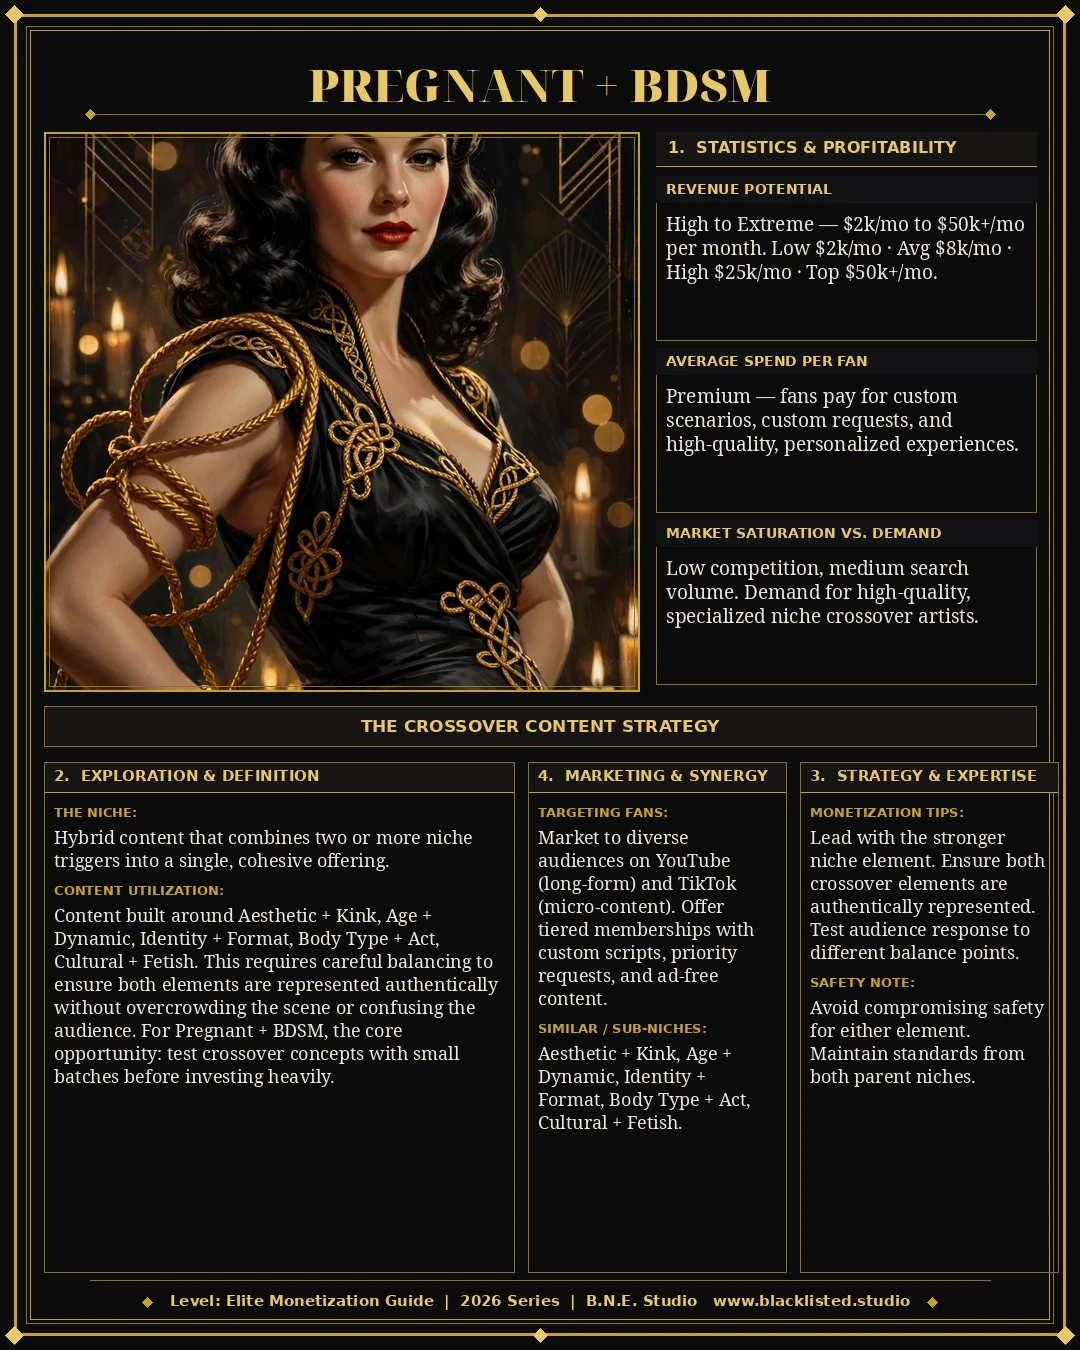 PREGNANT + BDSM
1. STATISTICS & PROFITABILITY
REVENUE POTENTIAL
High to Extreme — $2k/mo to $50k+/mo
per month. Low $2k/mo · Avg $8k/mo ·
High $25k/mo · Top $50k+/mo.
AVERAGE SPEND PER FAN
Premium — fans pay for custom
scenarios, custom requests, and
high-quality, personalized experiences.
MARKET SATURATION VS. DEMAND
Low competition, medium search
volume. Demand for high-quality,
specialized niche crossover artists.
THE CROSSOVER CONTENT STRATEGY
2. EXPLORATION & DEFINITION
THE NICHE:
Hybrid content that combines two or more niche
triggers into a single, cohesive offering.
CONTENT UTILIZATION:
Content built around Aesthetic + Kink, Age +
Dynamic, Identity + Format, Body Type + Act,
Cultural + Fetish. This requires careful balancing to
ensure both elements are represented authentically
without overcrowding the scene or confusing the
audience. For Pregnant + BDSM, the core
opportunity: test crossover concepts with small
batches before investing heavily.
4. MARKETING & SYNERGY
TARGETING FANS:
Market to diverse
audiences on YouTube
(long-form) and TikTok
(micro-content). Offer
tiered memberships with
custom scripts, priority
requests, and ad-free
content.
SIMILAR / SUB-NICHES:
Aesthetic + Kink, Age +
Dynamic, Identity +
Format, Body Type + Act,
Cultural + Fetish.
3. STRATEGY & EXPERTISE
MONETIZATION TIPS:
Lead with the stronger
niche element. Ensure both
crossover elements are
authentically represented.
Test audience response to
different balance points.
SAFETY NOTE:
Avoid compromising safety
for either element.
Maintain standards from
both parent niches.
Level: Elite Monetization Guide | 2026 Series | B.N.E. Studio www.blacklisted.studio